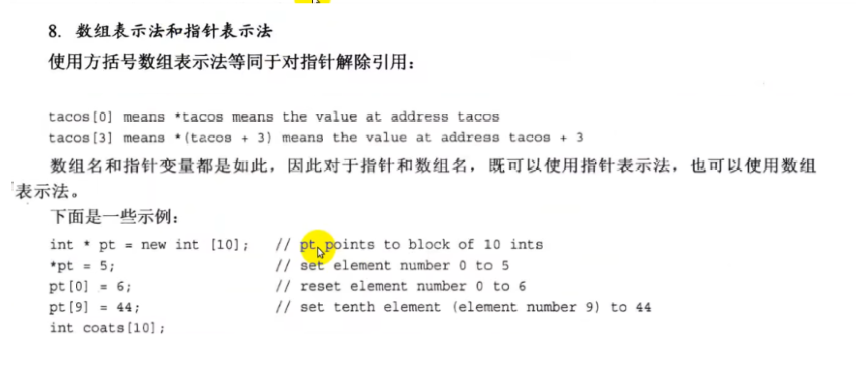 8. 数组表示法和指针表示法
使用方括号数组表示法等同于对指针解除引用：
tacos[0] means *tacos means the value at address tacos
tacos[3] means *(tacos + 3) means the value at address tacos + 3
数组名和指针变量都是如此，因此对于指针和数组名，既可以使用指针表示法，也可以使用数组
表示法。
下面是一些示例：
int * pt = new int [10]; // pt points to block of 10 ints
*pt = 5; // set element number 0 to 5
pt[0] = 6; // reset element number 0 to 6
pt[9] = 44; // set tenth element (element number 9) to 44
int coats[10];